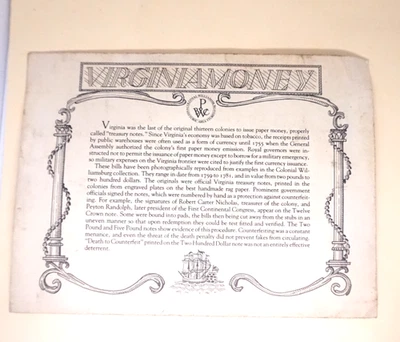 VIRGINIA MONEY
Virginia was the last of the original thirteen colonies to issue paper money, properly
called "treasury notes." Since Virginia's economy was based on tobacco, the receipts printed
by public warehouses were often used as a form of currency until 1755 when the General
Assembly authorized the colony's first paper money emission. Royal governors were in-
structed not to permit the issuance of paper money except to borrow for a military emergency,
so military expenses on the Virginia frontier were cited to justify the first currency issuance.
These bills have been photographically reproduced from examples in the Colonial Wil-
liamsburg collection. They range in date from 1759 to 1781, and in value from two pounds to
two hundred dollars. The originals were official Virginia treasury notes, printed in the
colonies from engraved plates on the best handmade rag paper. Prominent government
officials signed the notes, which were numbered by hand as a protection against counterfeit-
ing. For example, the signatures of Robert Carter Nicholas, treasurer of the colony, and
Peyton Randolph, later president of the First Continental Congress, appear on the Twelve
Crown note. Some were bound into pads, the bills then being cut away from the stub in an
uneven manner so that upon redemption they could be test fitted and verified. The Two
Pound and Five Pound notes show evidence of this procedure. Counterfeiting was a constant
menance, and even the threat of the death penalty did not prevent fakes from circulating.
"Death to Counterfeit" printed on the Two Hundred Dollar note was not an entirely effective
deterrent.